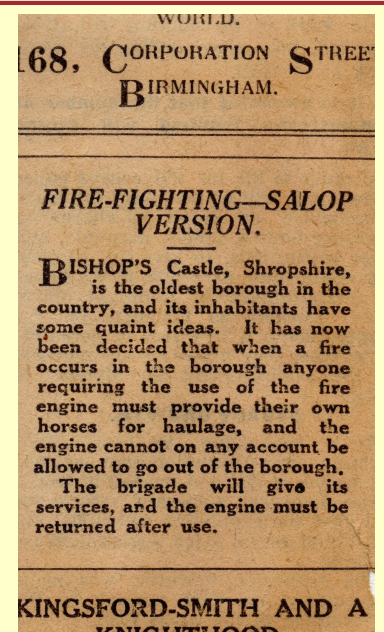 WORLD.
168, CORPORATION STREET
BIRMINGHAM.
FIRE-FIGHTING—SALOP
VERSION.
BISHOP'S Castle, Shropshire,
is the oldest borough in the
country, and its inhabitants have
some quaint ideas. It has now
been decided that when a fire
occurs in the borough anyone
requiring the use of the fire
engine must provide their own
horses for haulage, and the
engine cannot on any account be
allowed to go out of the borough.
The brigade will give its
services, and the engine must be
returned after use.
KINGSFORD-SMITH AND A
KNIGHTHOOD